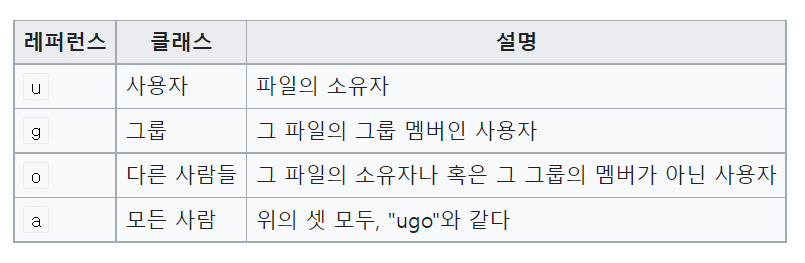 레퍼런스 클래스 설명
u 사용자 파일의 소유자
g 그룹 그 파일의 그룹 멤버인 사용자
o 다른 사람들 그 파일의 소유자나 혹은 그 그룹의 멤버가 아닌 사용자
a 모든 사람 위의 셋 모두, "ugo"와 같다